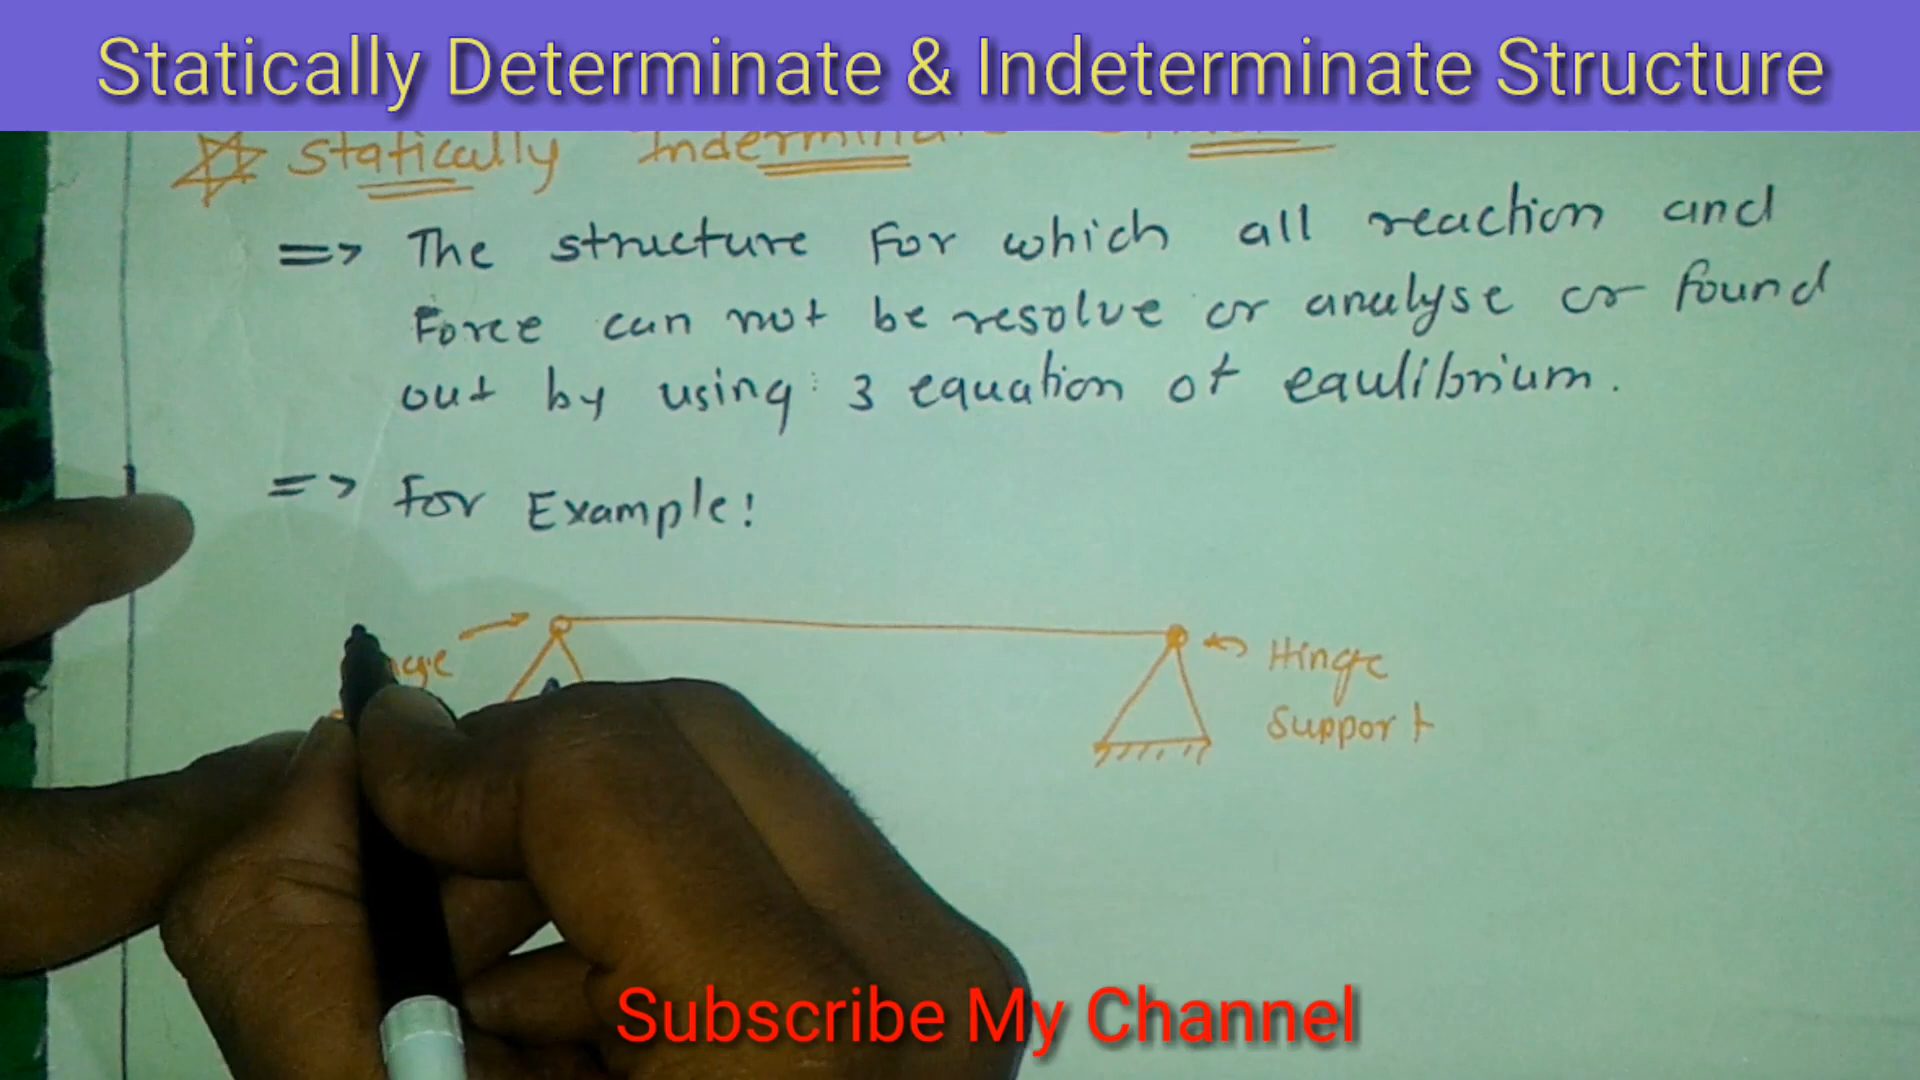 Statically Determinate & Indeterminate Structure
Statically Inderminate
=> The structure For which all reaction and
Force can not be resolve or analyse or found
out by using 3 equation of eaulibrium.
=> For Example!
Hinge
Support
Subscribe My Channel